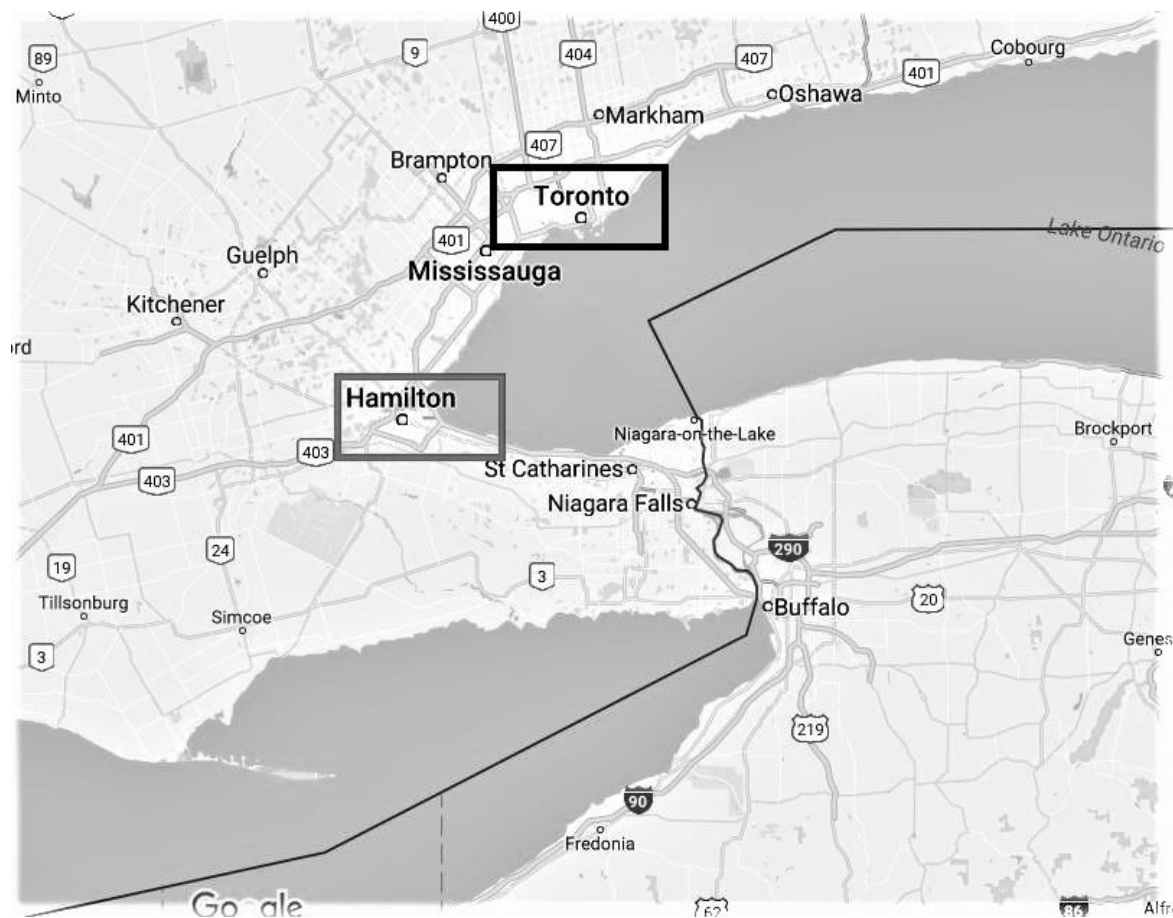 400
89
9
404
407
401
Cobourg
Minto
Oshawa
Markham
407
Brampton
Toronto
401
Lake Ontario
Guelph
Mississauga
Kitchener
rd
Hamilton
Niagara-on-the-Lake
Brockport
401
403
St Catharines
403
Niagara Falls
24
290
19
3
20
Tillsonburg
Buffalo
Simcoe
Genes
3
219
90
Fredonia
Google
62
86
Alfr